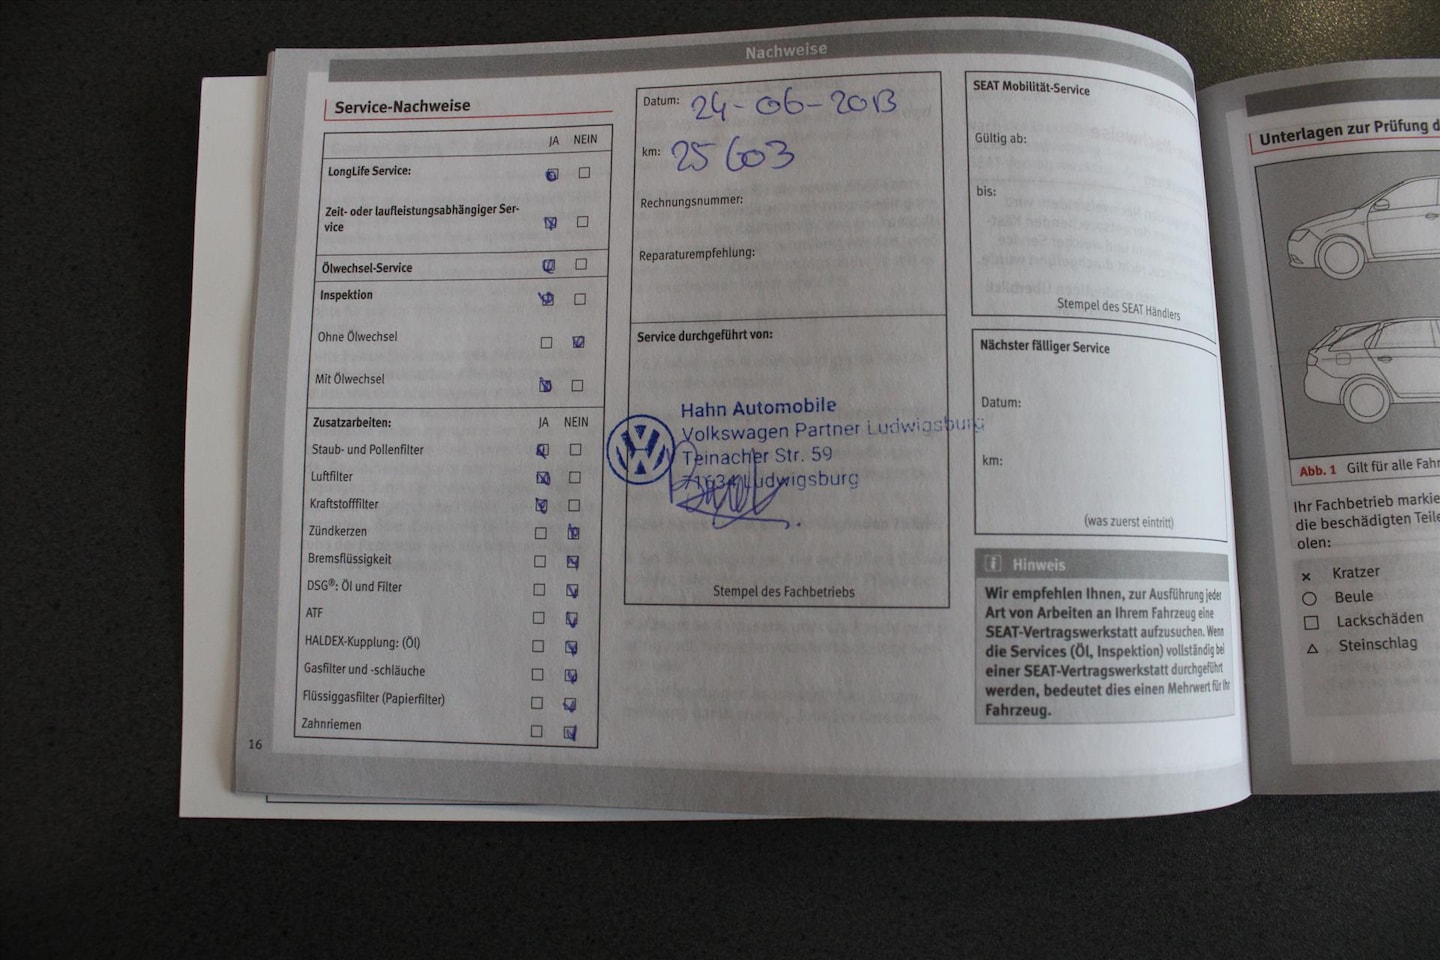 Nachweise
Service-Nachweise
JA NEIN
LongLife Service:
Zeit- oder laufleistungsabhängiger Ser-
vice
Ölwechsel-Service
Inspektion
Ohne Ölwechsel
Mit Ölwechsel
Zusatzarbeiten: JA NEIN
Staub- und Pollenfilter
Luftfilter
Kraftstofffilter
Zündkerzen
Bremsflüssigkeit
DSG®: Öl und Filter
ATF
HALDEX-Kupplung: (Öl)
Gasfilter und -schläuche
Flüssiggasfilter (Papierfilter)
Zahnriemen
16
Datum: 24-06-2013
km: 25603
Rechnungsnummer:
Reparaturempfehlung:
Service durchgeführt von:
Hahn Automobile
Volkswagen Partner Ludwigsburg
Teinacher Str. 59
71634 Ludwigsburg
Stempel des Fachbetriebs
SEAT Mobilität-Service
Gültig ab:
bis:
Stempel des SEAT Händlers
Nächster fälliger Service
Datum:
km:
(was zuerst eintritt)
i Hinweis
Wir empfehlen Ihnen, zur Ausführung jeder
Art von Arbeiten an Ihrem Fahrzeug eine
SEAT-Vertragswerkstatt aufzusuchen. Wenn
die Services (Öl, Inspektion) vollständig bei
einer SEAT-Vertragswerkstatt durchgeführt
werden, bedeutet dies einen Mehrwert für Ihr
Fahrzeug.
Unterlagen zur Prüfung d
Abb. 1 Gilt für alle Fahr
Ihr Fachbetrieb markie
die beschädigten Teile
olen:
Kratzer
Beule
Lackschäden
Steinschlag